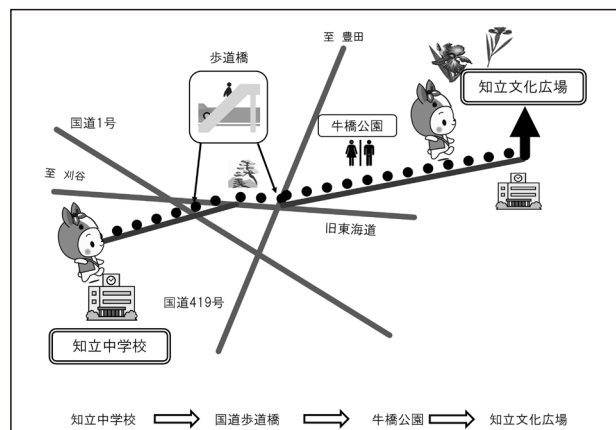 至 豊田
歩道橋
知立文化広場
国道1号
牛橋公園
至 刈谷
旧東海道
国道419号
知立中学校
知立中学校
国道歩道橋
牛橋公園
知立文化広場